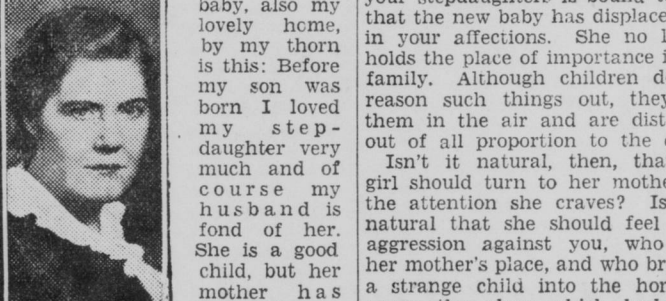 baby, also my
lovely home,
by my thorn
is this: Before
my son was
born I loved
my step-
daughter very
much and of
course my
husband is
fond of her.
She is a good
child, but her
mother has
your stepdaughters is bound
that the new baby has displace
in your affections. She no
holds the place of importance
family. Although children
reason such things out, they
them in the air and are dist
out of all proportion to the
Isn't it natural, then, tha
girl should turn to her mothe
the attention she craves? Is
natural that she should feel
aggression against you, who
her mother's place, and who br
a strange child into the hor